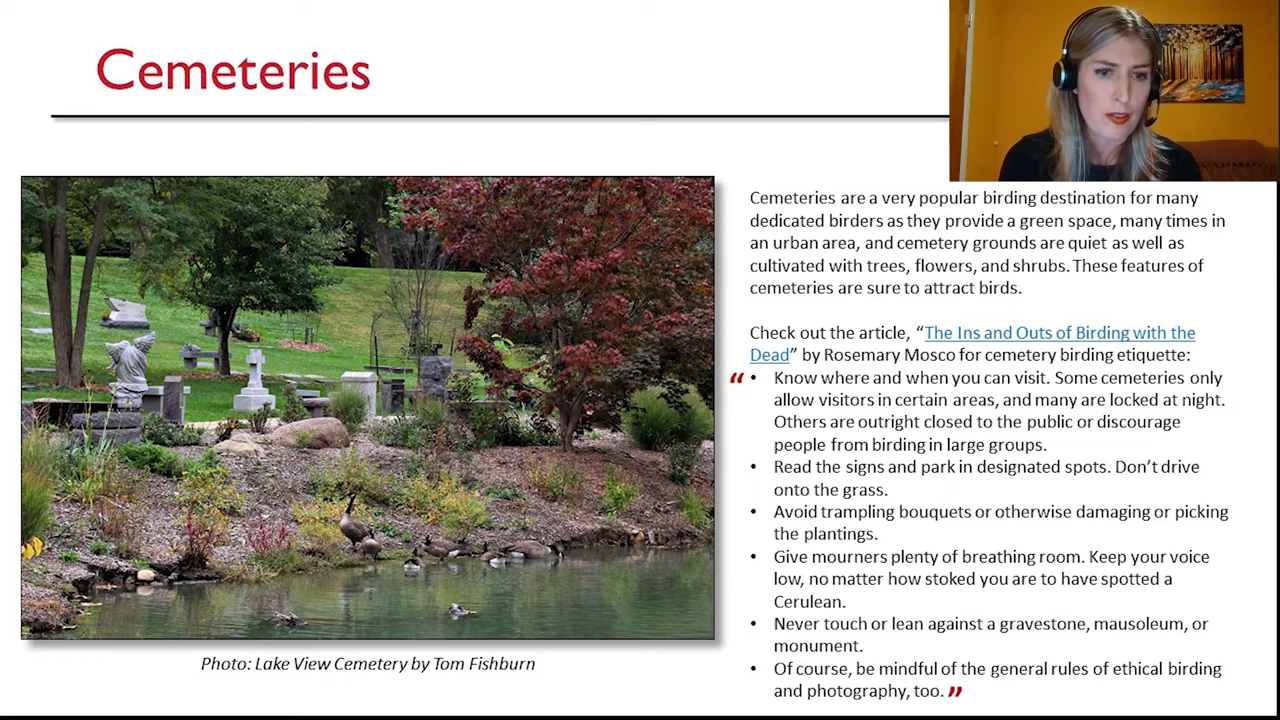 Cemeteries
Cemeteries are a very popular birding destination for many
dedicated birders as they provide a green space, many times in
an urban area, and cemetery grounds are quiet as well as
cultivated with trees, flowers, and shrubs. These features of
cemeteries are sure to attract birds.
Check out the article, “The Ins and Outs of Birding with the
Dead” by Rosemary Mosco for cemetery birding etiquette:
“ • Know where and when you can visit. Some cemeteries only
allow visitors in certain areas, and many are locked at night.
Others are outright closed to the public or discourage
people from birding in large groups.
• Read the signs and park in designated spots. Don’t drive
onto the grass.
• Avoid trampling bouquets or otherwise damaging or picking
the plantings.
• Give mourners plenty of breathing room. Keep your voice
low, no matter how stoked you are to have spotted a
Cerulean.
• Never touch or lean against a gravestone, mausoleum, or
monument.
• Of course, be mindful of the general rules of ethical birding
and photography, too. ”
Photo: Lake View Cemetery by Tom Fishburn